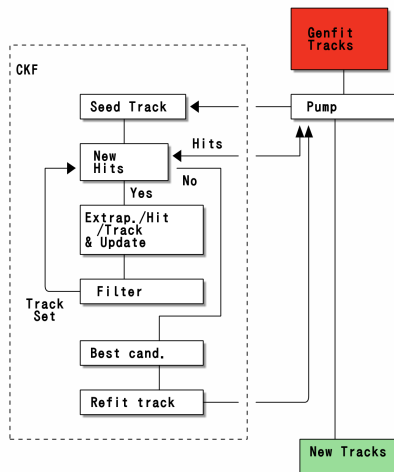 Genfit
Tracks
CKF
Seed Track
Pump
Hits
New
Hits
No
Yes
Extrap./Hit
/Track
& Update
Filter
Track
Set
Best cand.
Refit track
New Tracks